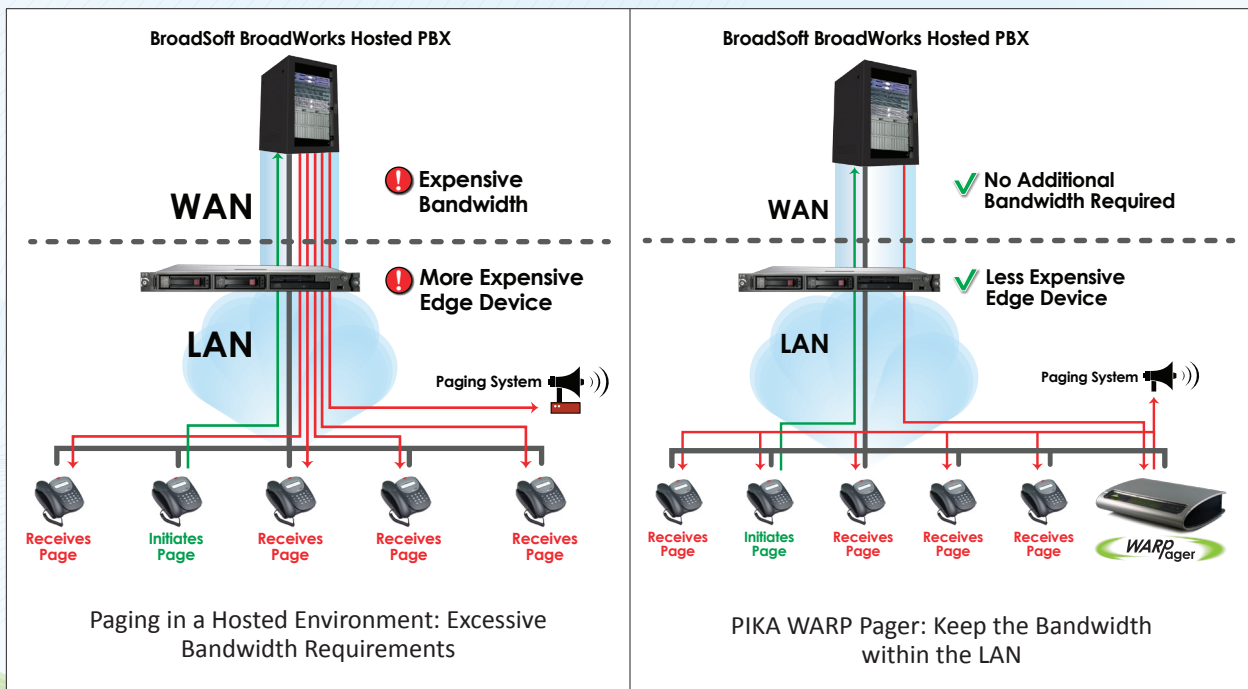 BroadSoft BroadWorks Hosted PBX
WAN
Expensive
Bandwidth
More Expensive
Edge Device
LAN
Paging System
Receives
Page
Initiates
Page
Receives
Page
Receives
Page
Receives
Page
Paging in a Hosted Environment: Excessive
Bandwidth Requirements
BroadSoft BroadWorks Hosted PBX
WAN
No Additional
Bandwidth Required
Less Expensive
Edge Device
LAN
Paging System
Receives
Page
Initiates
Page
Receives
Page
Receives
Page
Receives
Page
WARPager
PIKA WARP Pager: Keep the Bandwidth
within the LAN